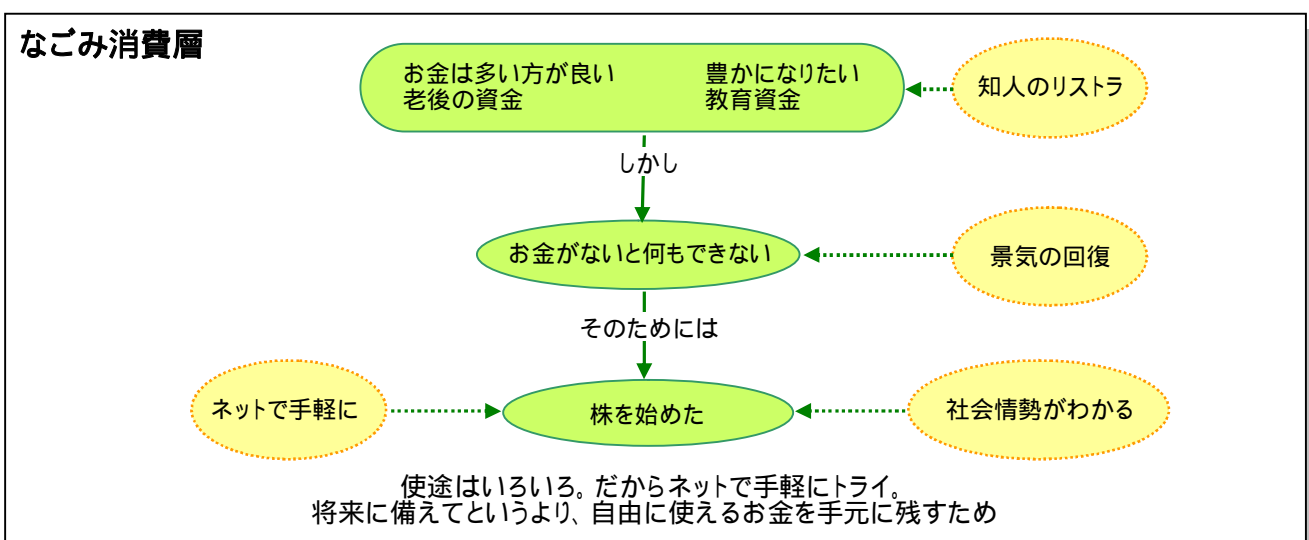 なごみ消費層
お金は多い方が良い 豊かになりたい
老後の資金 教育資金
知人のリストラ
しかし
お金がないと何もできない
景気の回復
そのためには
ネットで手軽に
株を始めた
社会情勢がわかる
使途はいろいろ。だからネットで手軽にトライ。
将来に備えてというより、自由に使えるお金を手元に残すため